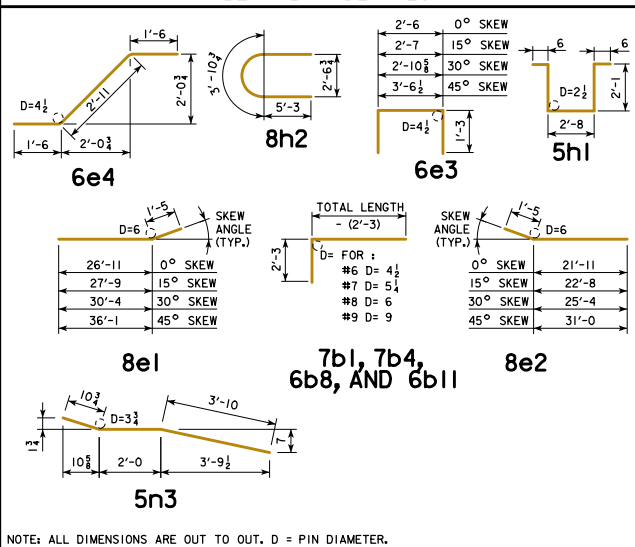 1'-6
D=4½
2'-11
2'-0¾
1'-6
2'-0¾
6e4
3'-10¾
2'-6¾
5'-3
8h2
2'-6 0° SKEW
2'-7 15° SKEW
2'-10⅝ 30° SKEW
3'-6½ 45° SKEW
D=4½
1'-3
6e3
6 6
D=2½
2'-1
2'-8
5h1
1'-5
D=6
SKEW
ANGLE
(TYP.)
26'-11 0° SKEW
27'-9 15° SKEW
30'-4 30° SKEW
36'-1 45° SKEW
8e1
TOTAL LENGTH
- (2'-3)
2'-3
D= FOR :
#6 D= 4½
#7 D= 5¼
#8 D= 6
#9 D= 9
7b1, 7b4,
6b8, AND 6b11
SKEW
ANGLE
(TYP.)
1'-5
D=6
0° SKEW 21'-11
15° SKEW 22'-8
30° SKEW 25'-4
45° SKEW 31'-0
8e2
10¾
D=3¾
3'-10
1¾
7
10⅝
2'-0
3'-9½
5n3
NOTE: ALL DIMENSIONS ARE OUT TO OUT. D = PIN DIAMETER.